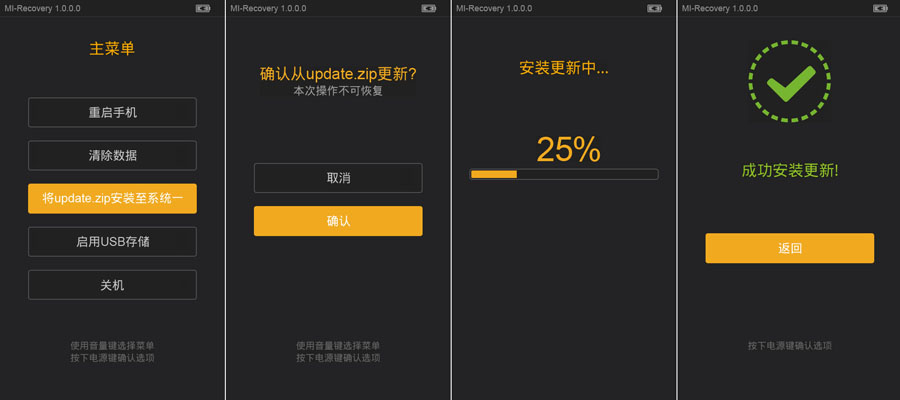 MI-Recovery 1.0.0.0
主菜单
重启手机
清除数据
将update.zip安装至系统一
启用USB存储
关机
使用音量键选择菜单
按下电源键确认选项
MI-Recovery 1.0.0.0
确认从update.zip更新?
本次操作不可恢复
取消
确认
使用音量键选择菜单
按下电源键确认选项
MI-Recovery 1.0.0.0
安装更新中...
25%
MI-Recovery 1.0.0.0
成功安装更新!
返回
按下电源键确认选项